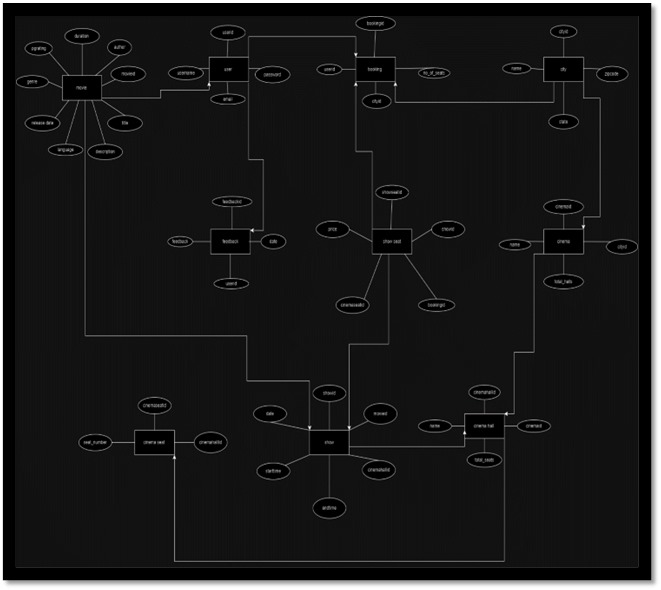 bookingid
userid
duration
cityid
pgrating
author
name
zipcode
username
password
user
booking
city
userid
no_of_seats
genre
movie
movieid
email
cityid
state
release date
title
language
description
showseatid
feedbackid
cinemaid
price
showid
feedback
feedback
date
show seat
name
cinema
cityid
userid
total_halls
cinemaseatid
bookingid
showid
cinemahallid
cinemaseatid
date
movieid
name
cinema hall
cinemaid
seat_number
cinema seat
cinemahallid
show
total_seats
starttime
cinemahallid
endtime